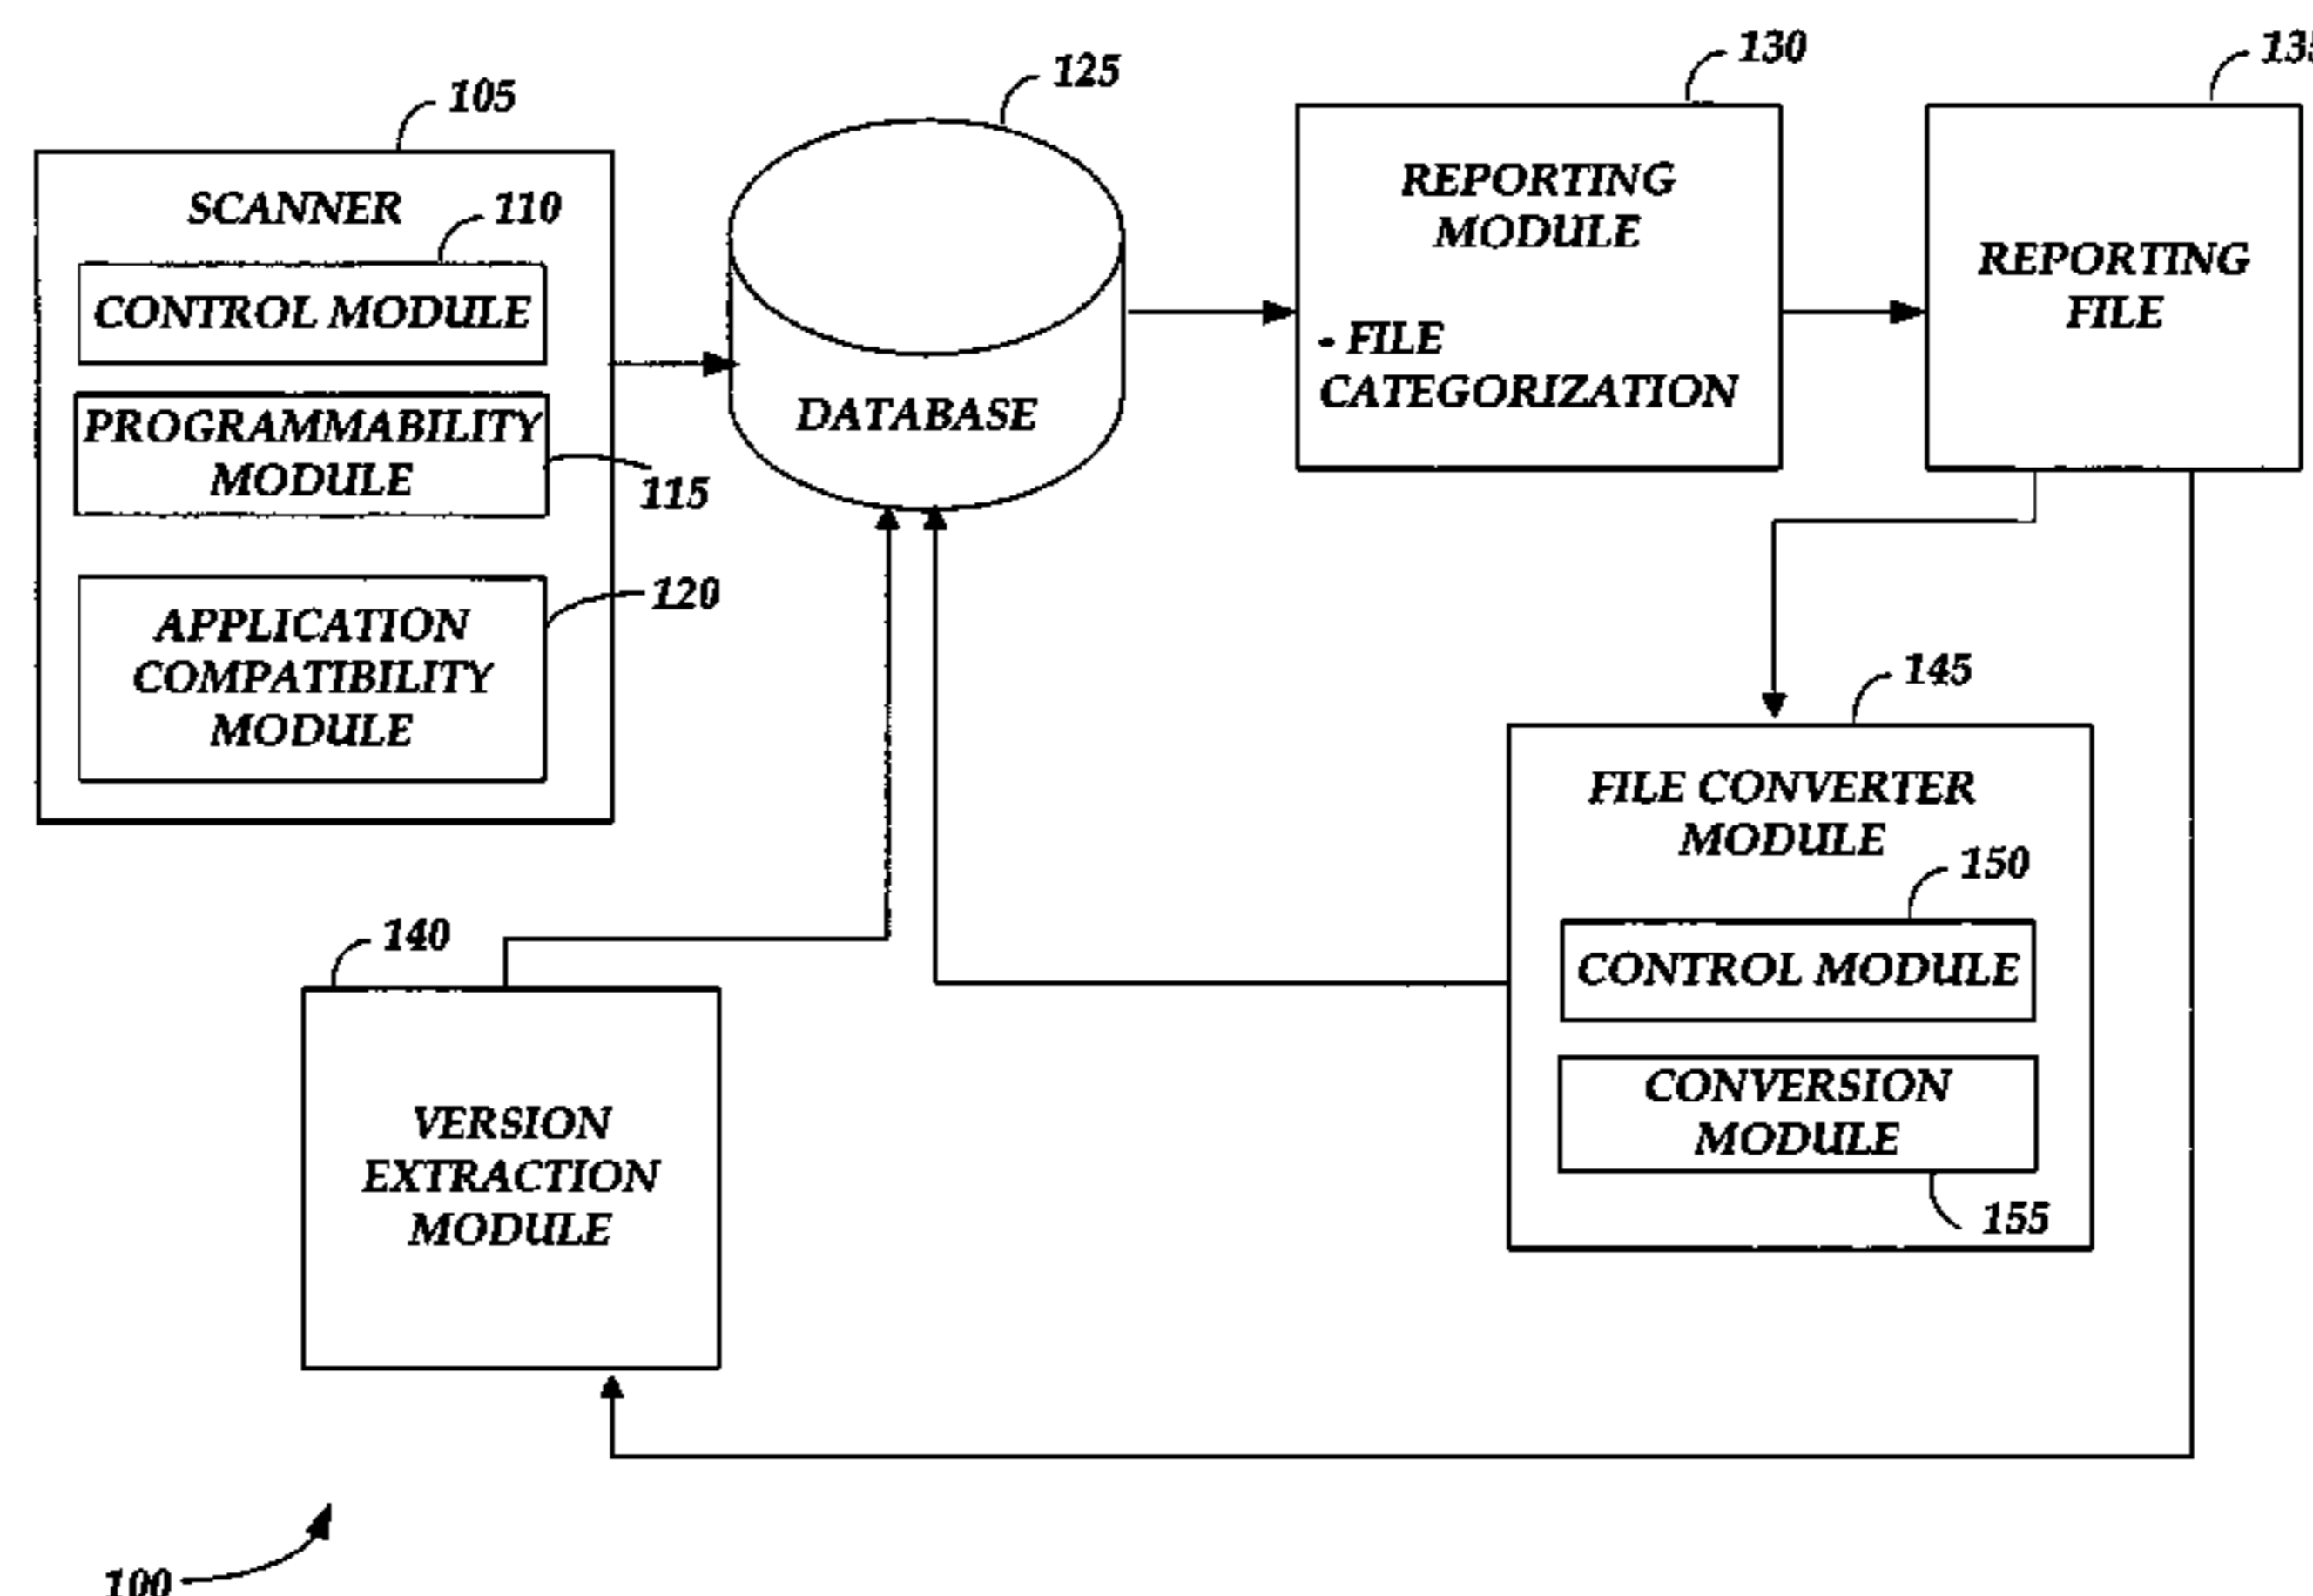 105
SCANNER
110
CONTROL MODULE
PROGRAMMABILITY
MODULE
115
APPLICATION
COMPATIBILITY
MODULE
120
125
DATABASE
130
REPORTING
MODULE
- FILE
CATEGORIZATION
135
REPORTING
FILE
140
VERSION
EXTRACTION
MODULE
145
FILE CONVERTER
MODULE
150
CONTROL MODULE
CONVERSION
MODULE
155
100